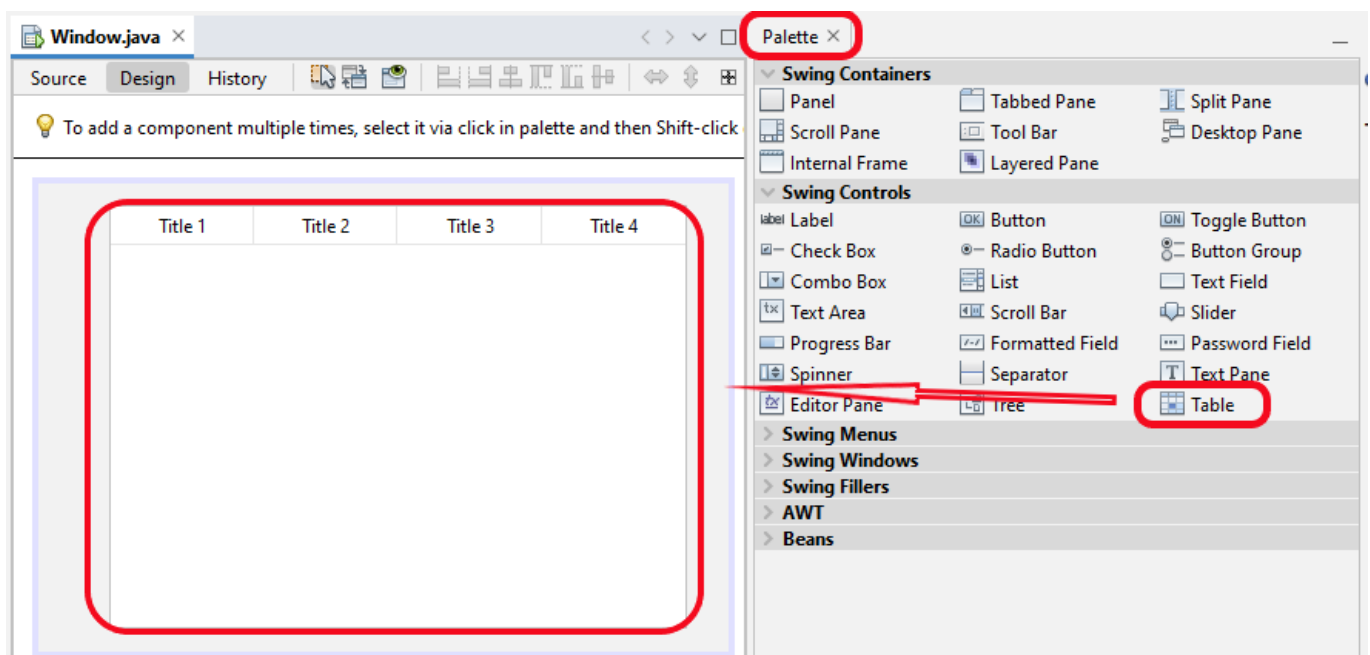 Window.java
Source Design History
To add a component multiple times, select it via click in palette and then Shift-click
Title 1 Title 2 Title 3 Title 4
Palette
Swing Containers
Panel Tabbed Pane Split Pane
Scroll Pane Tool Bar Desktop Pane
Internal Frame Layered Pane
Swing Controls
label Label OK Button ON Toggle Button
Check Box Radio Button Button Group
Combo Box List Text Field
tx Text Area Scroll Bar Slider
Progress Bar Formatted Field Password Field
Spinner Separator T Text Pane
Editor Pane Tree Table
Swing Menus
Swing Windows
Swing Fillers
AWT
Beans